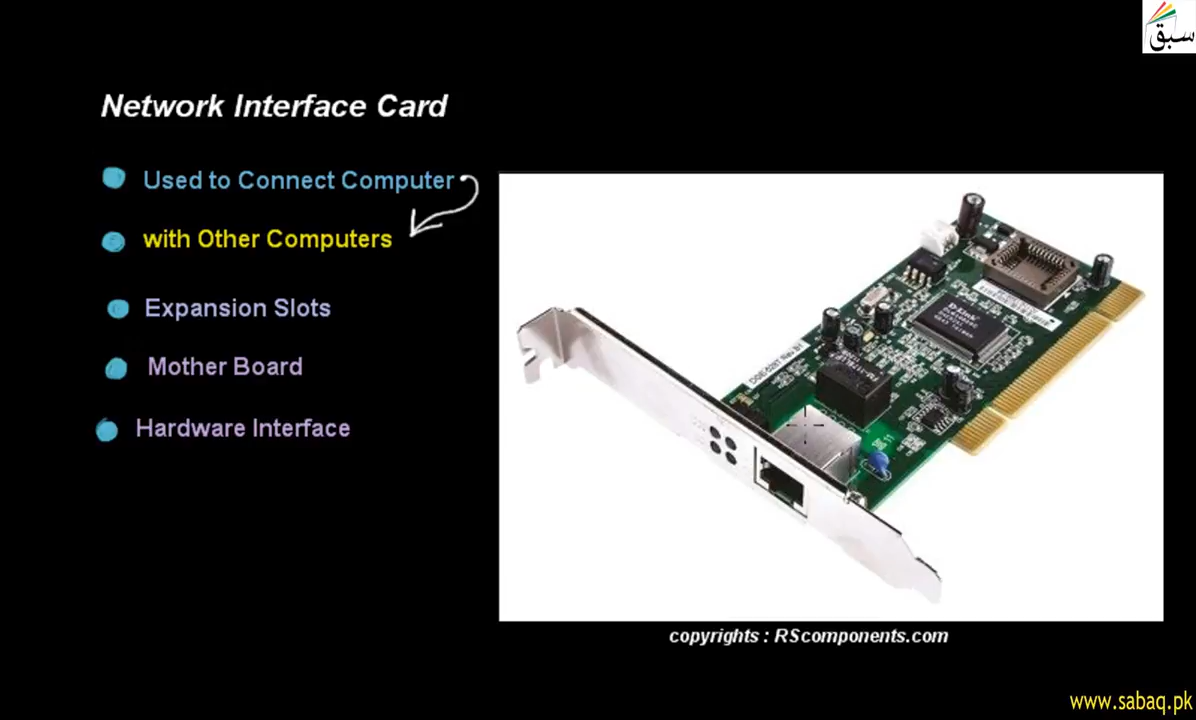 سبق
Network Interface Card
Used to Connect Computer
with Other Computers
Expansion Slots
Mother Board
Hardware Interface
D-Link
copyrights : RScomponents.com
www.sabaq.pk